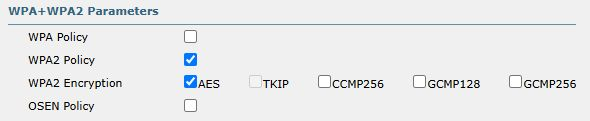 WPA+WPA2 Parameters
WPA Policy
WPA2 Policy
WPA2 Encryption AES TKIP CCMP256 GCMP128 GCMP256
OSEN Policy